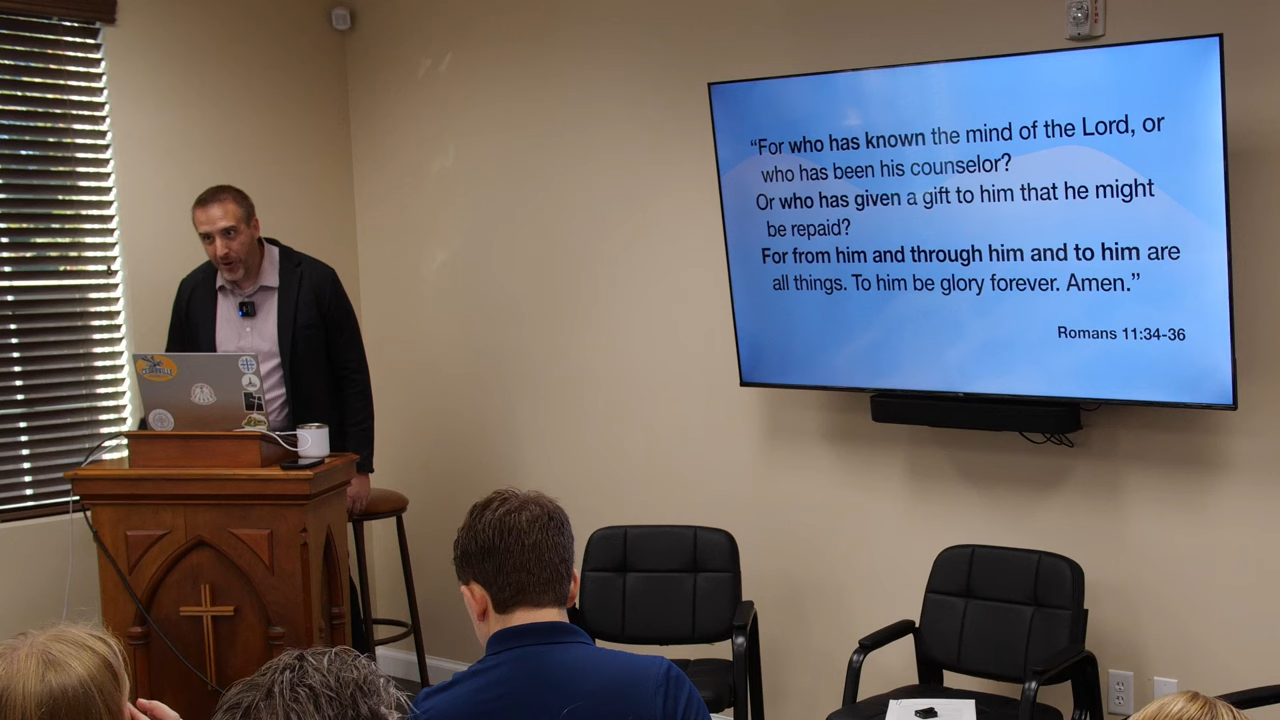 “For who has known the mind of the Lord, or
who has been his counselor?
Or who has given a gift to him that he might
be repaid?
For from him and through him and to him are
all things. To him be glory forever. Amen.”
Romans 11:34-36
FIRE
CEDARVILLE